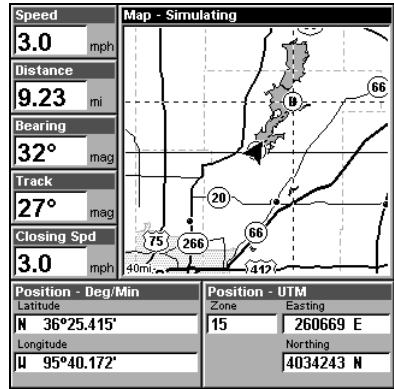 Speed
3.0 mph
Distance
9.23 mi
Bearing
32° mag
Track
27° mag
Closing Spd
3.0 mph
Map - Simulating
66
20
66
75
266
412
40mi
Position - Deg/Min
Latitude
N 36°25.415'
Longitude
W 95°40.172'
Position - UTM
Zone Easting
15 260669 E
Northing
4034243 N